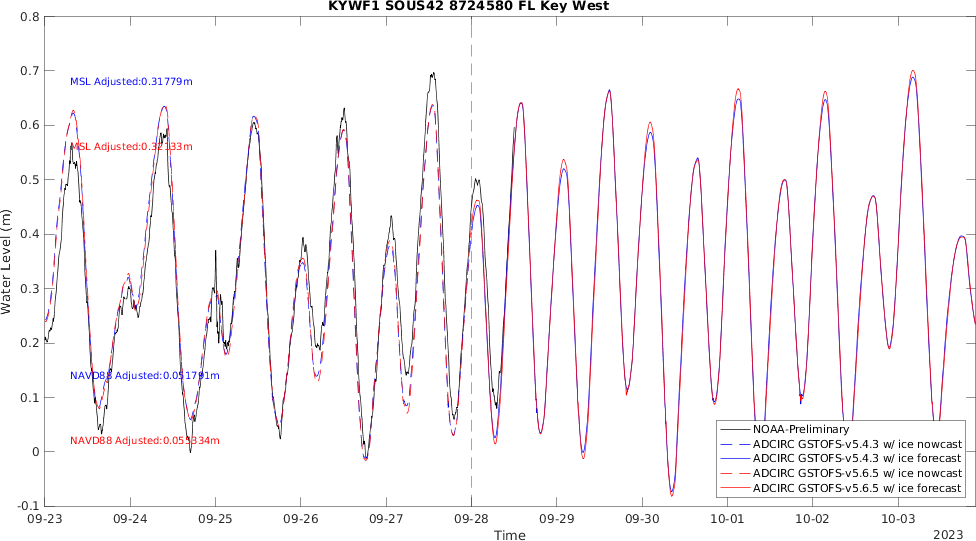 KYWF1 SOUS42 8724580 FL Key West
0.8
0.7
0.6
0.5
0.4
0.3
0.2
0.1
0
-0.1
Water Level (m)
MSL Adjusted:0.31779m
MSL Adjusted:0.32133m
NAVD88 Adjusted:0.051791m
NAVD88 Adjusted:0.055334m
NOAA-Preliminary
ADCIRC GSTOFS-v5.4.3 w/ ice nowcast
ADCIRC GSTOFS-v5.4.3 w/ ice forecast
ADCIRC GSTOFS-v5.6.5 w/ ice nowcast
ADCIRC GSTOFS-v5.6.5 w/ ice forecast
09-23 09-24 09-25 09-26 09-27 09-28 09-29 09-30 10-01 10-02 10-03
Time
2023